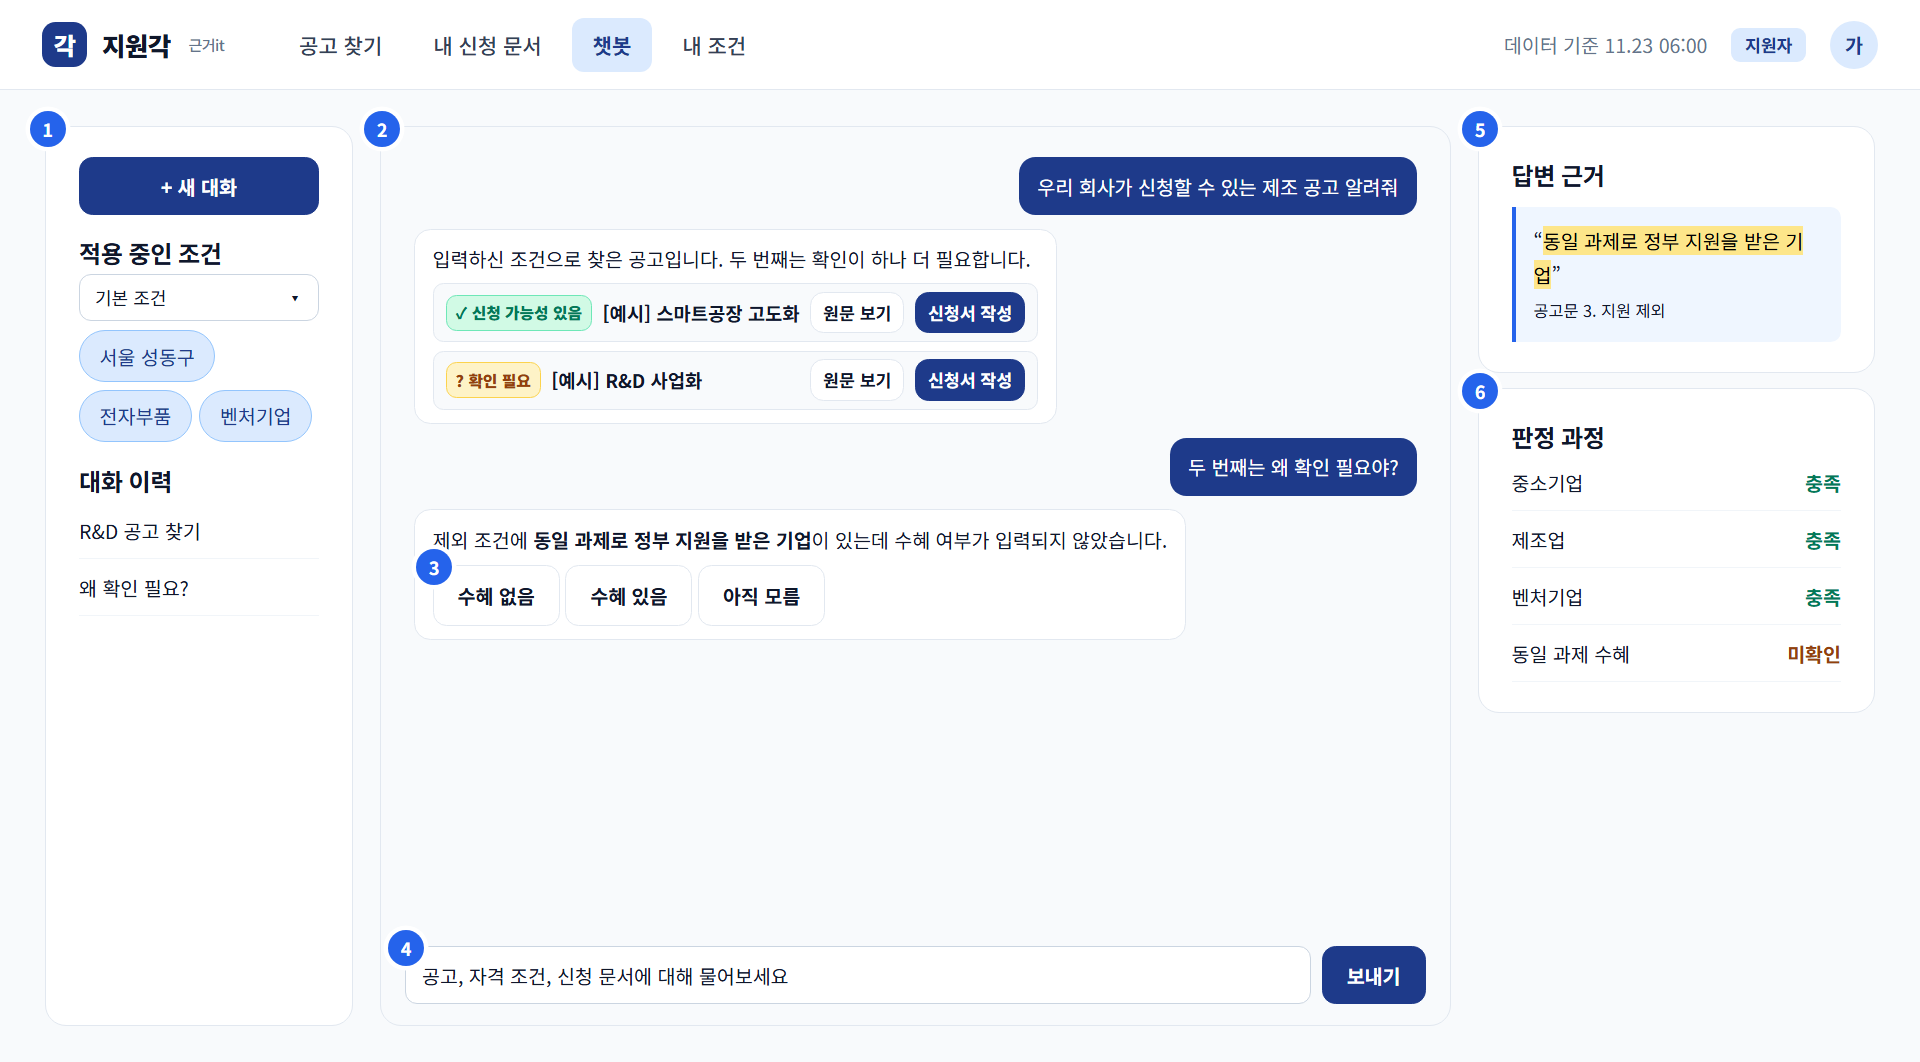 각 지원각 근거it 공고 찾기 내 신청 문서 챗봇 내 조건 데이터 기준 11.23 06:00 지원자 가
1
+ 새 대화
적용 중인 조건
기본 조건 ▾
서울 성동구
전자부품 벤처기업
대화 이력
R&D 공고 찾기
왜 확인 필요?
2
우리 회사가 신청할 수 있는 제조 공고 알려줘
입력하신 조건으로 찾은 공고입니다. 두 번째는 확인이 하나 더 필요합니다.
✓ 신청 가능성 있음 [예시] 스마트공장 고도화 원문 보기 신청서 작성
? 확인 필요 [예시] R&D 사업화 원문 보기 신청서 작성
두 번째는 왜 확인 필요야?
제외 조건에 동일 과제로 정부 지원을 받은 기업이 있는데 수혜 여부가 입력되지 않았습니다.
3
수혜 없음 수혜 있음 아직 모름
4
공고, 자격 조건, 신청 문서에 대해 물어보세요 보내기
5
답변 근거
“동일 과제로 정부 지원을 받은 기
업”
공고문 3. 지원 제외
6
판정 과정
중소기업 충족
제조업 충족
벤처기업 충족
동일 과제 수혜 미확인